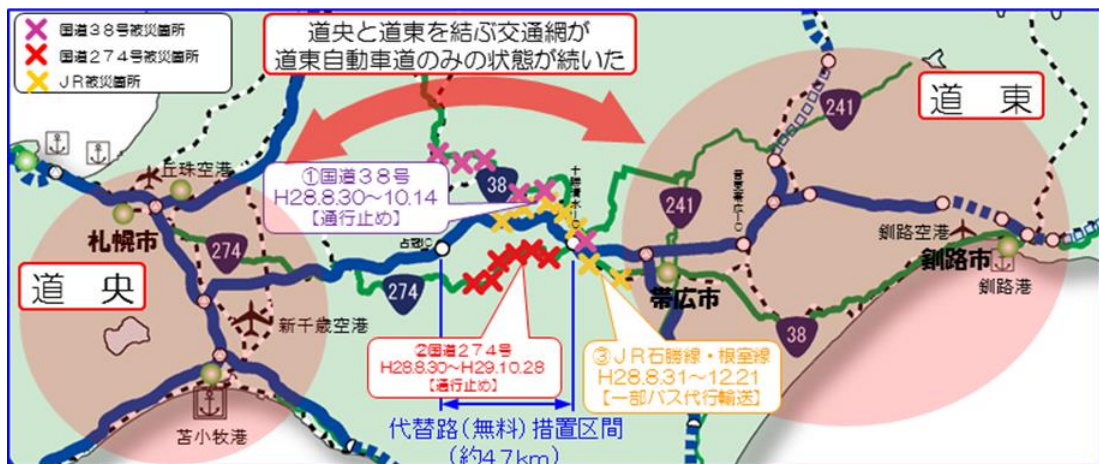 国道38号被災箇所
国道274号被災箇所
JR被災箇所
道央と道東を結ぶ交通網が
道東自動車道のみの状態が続いた
道 東
241
①国道38号
H28.8.30～10.14
【通行止め】
38
十勝清水IC
音更帯広IC
241
丘珠空港
札幌市
274
占冠IC
釧路空港
釧路市
釧路港
道 央
274
帯広市
38
新千歳空港
②国道274号
H28.8.30～H29.10.28
【通行止め】
③JR石勝線・根室線
H28.8.31～12.21
【一部バス代行輸送】
苫小牧港
代替路(無料)措置区間
(約47km)